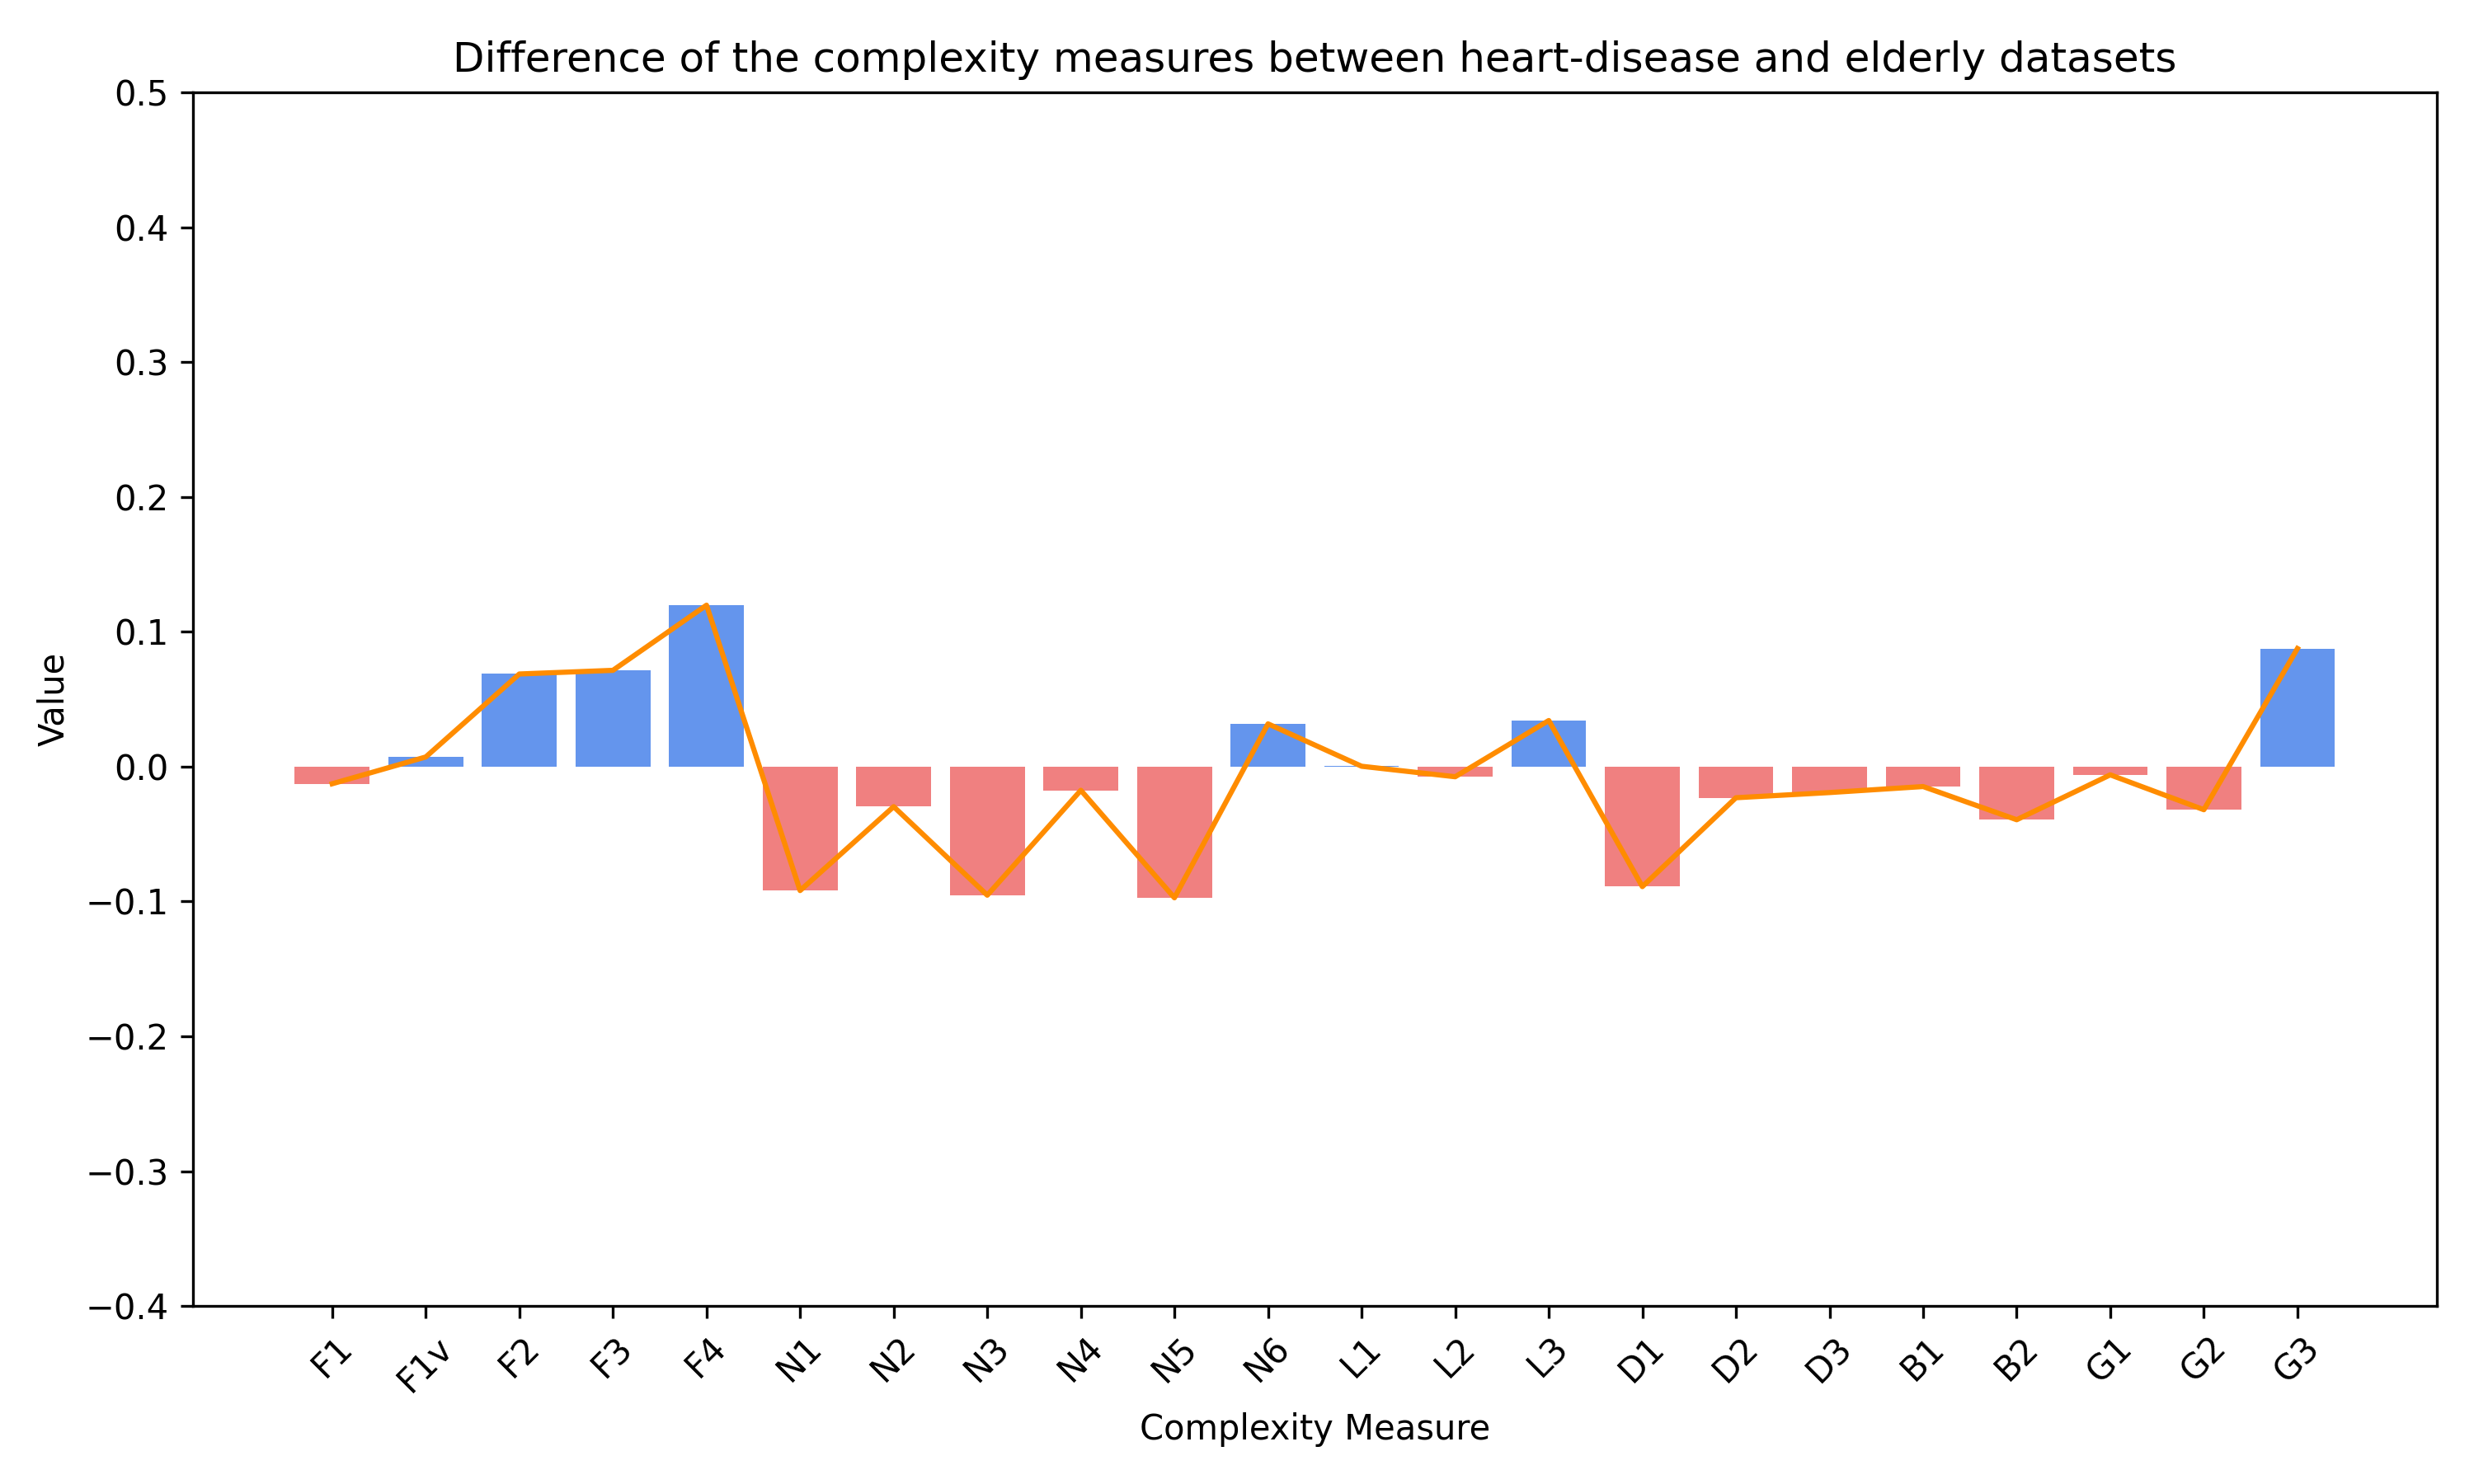 Difference of the complexity measures between heart-disease and elderly datasets
0.5
0.4
0.3
0.2
0.1
0.0
−0.1
−0.2
−0.3
−0.4
Value
F1 F1v F2 F3 F4 N1 N2 N3 N4 N5 N6 L1 L2 L3 D1 D2 D3 B1 B2 G1 G2 G3
Complexity Measure